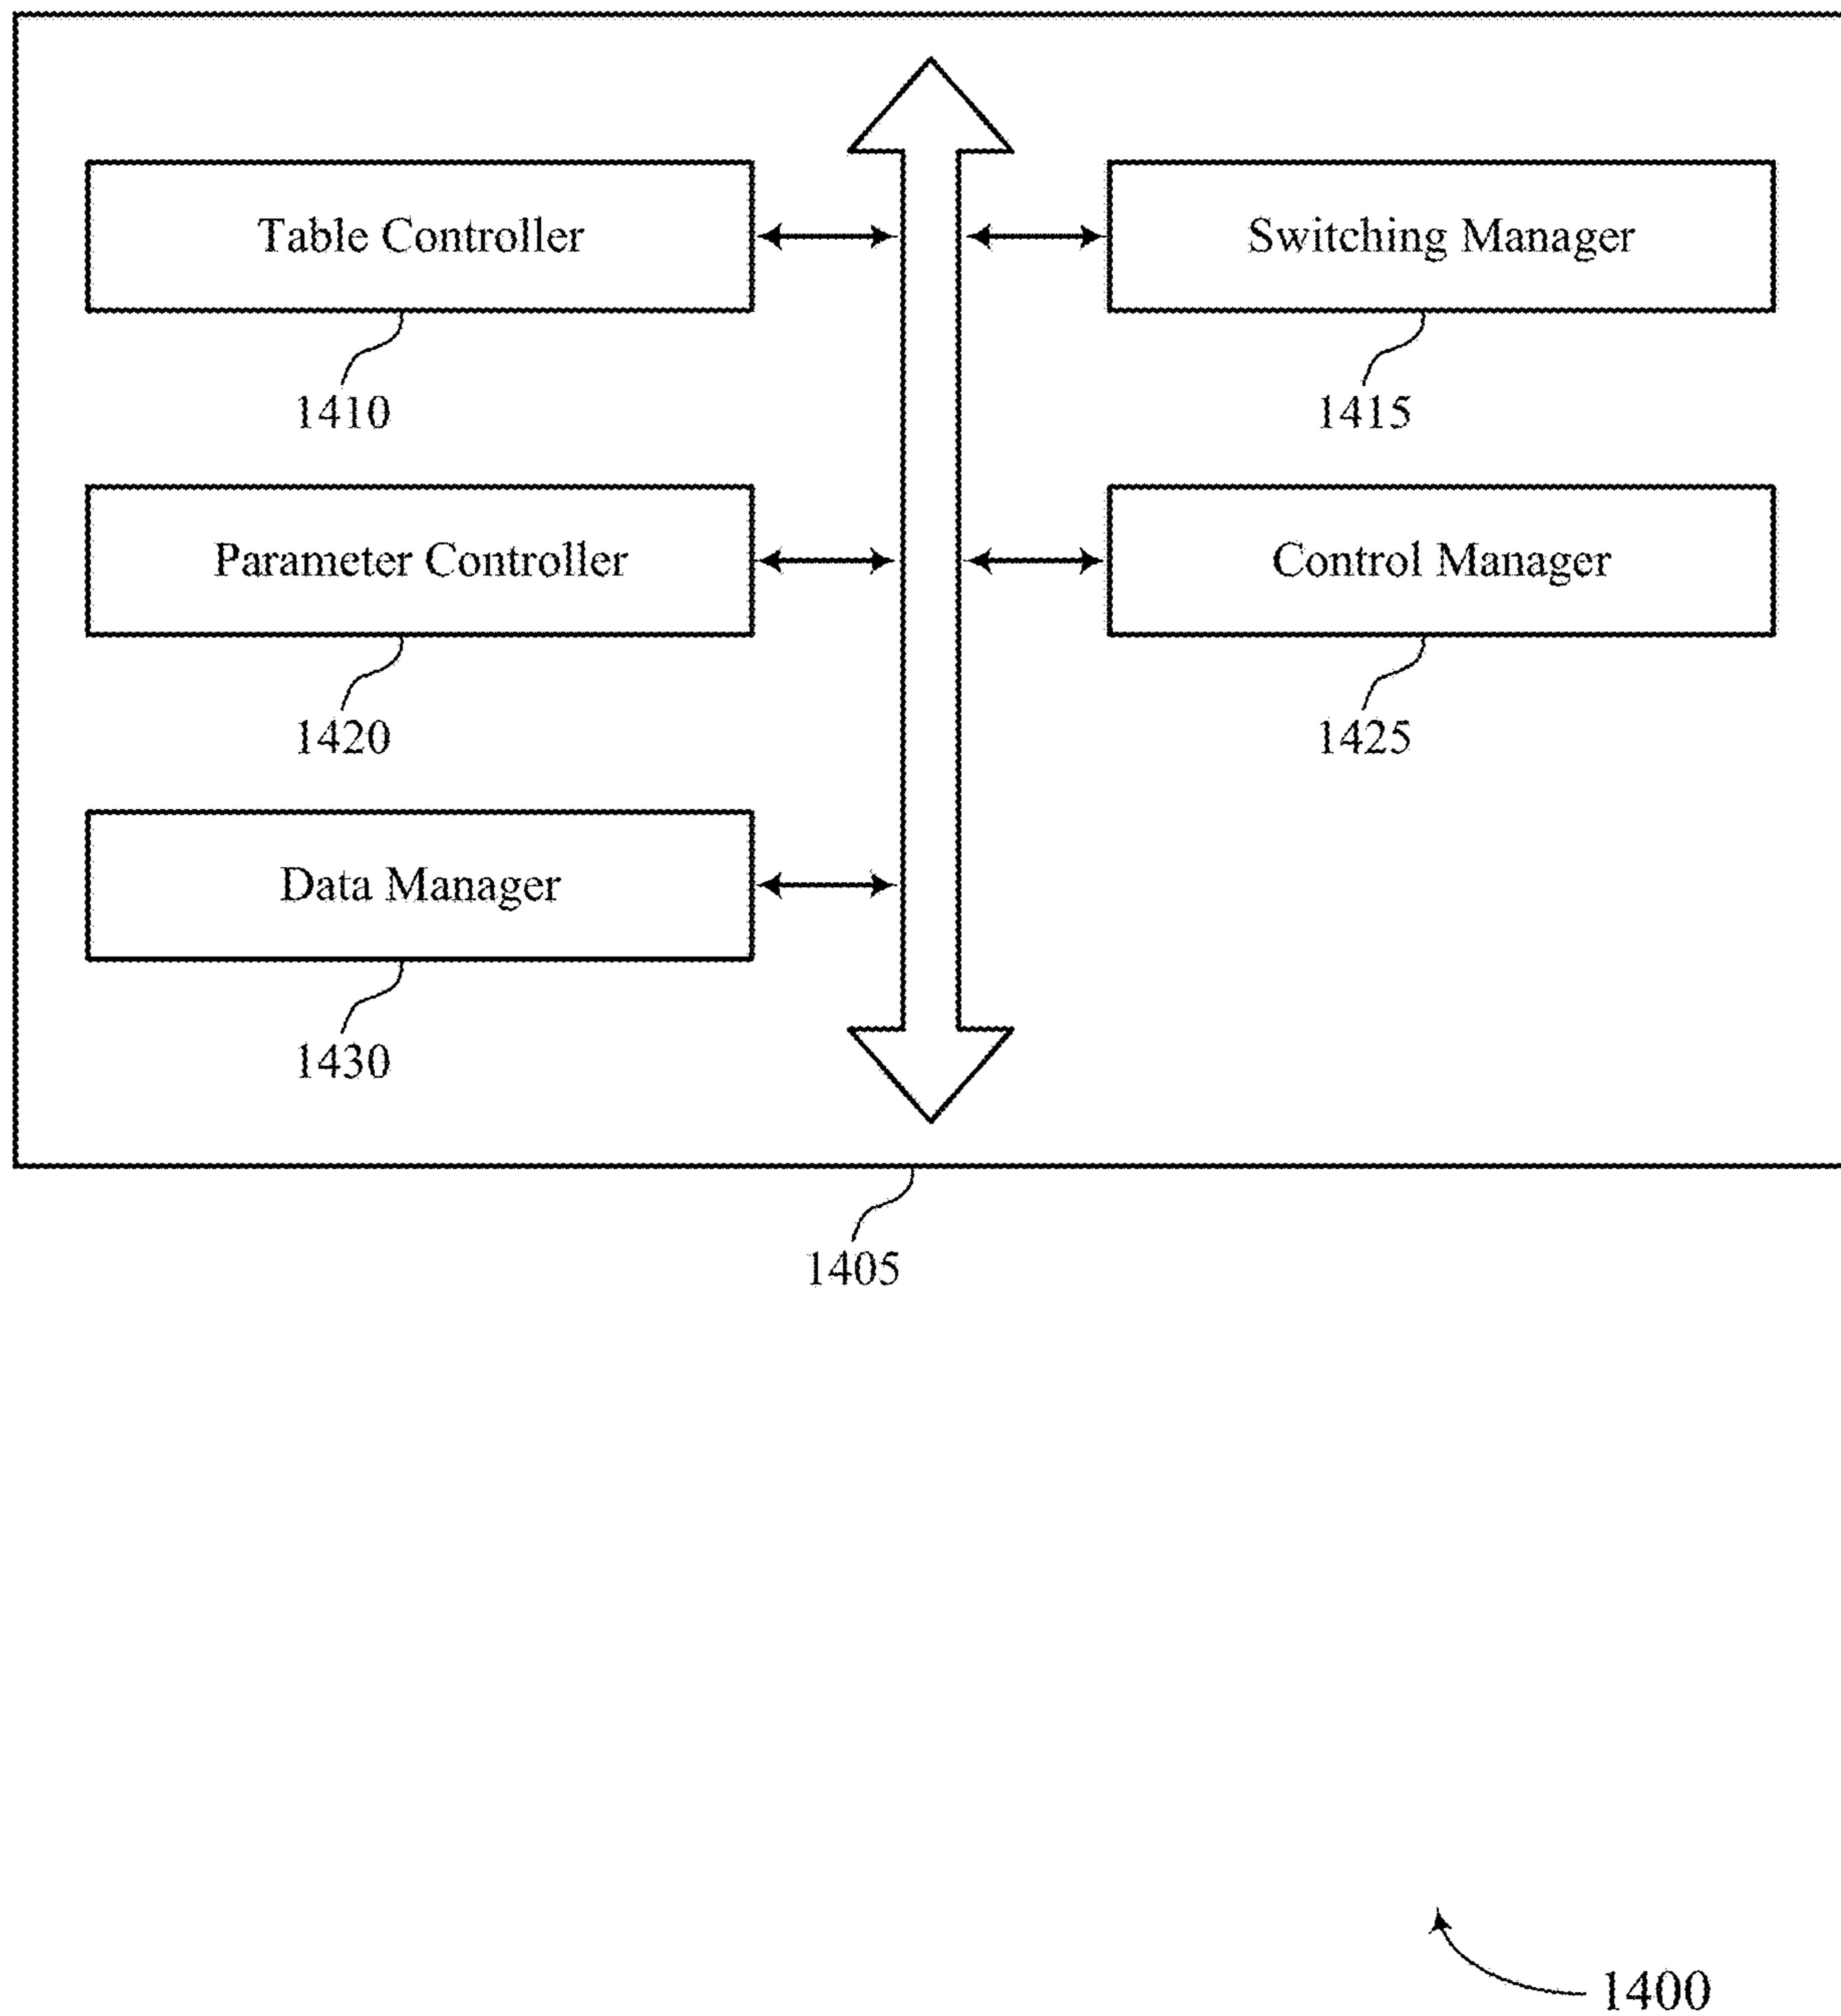 Table Controller
Switching Manager
1410
1415
Parameter Controller
Control Manager
1420
1425
Data Manager
1430
1405
1400